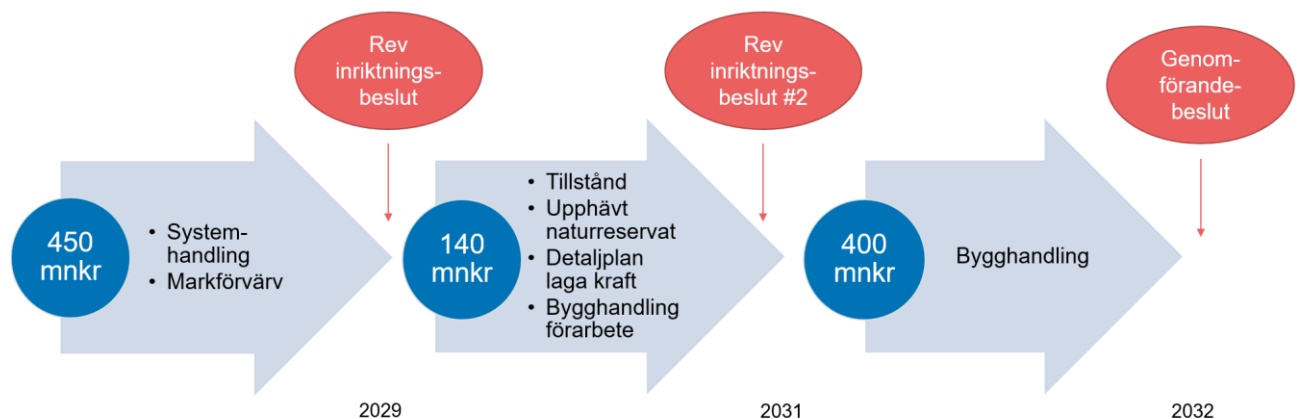 Rev
inriktnings-
beslut
Rev
inriktnings-
beslut #2
Genom-
förande-
beslut
450
mnkr
• System-
handling
• Markförvärv
140
mnkr
• Tillstånd
• Upphävt
naturreservat
• Detaljplan
laga kraft
• Bygghandling
förarbete
400
mnkr
Bygghandling
2029
2031
2032